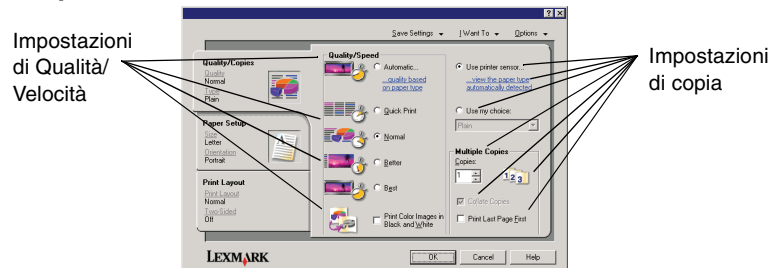 Impostazioni
di Qualità/
Velocità
Save Settings
I Want To
Options
Quality/Copies
Quality
Normal
Type
Plain
Paper Setup
Size
Letter
Orientation
Portrait
Print Layout
Print Layout
Normal
Two-Sided
Off
Quality/Speed
Automatic...
...quality based
on paper type
Quick Print
Normal
Better
Best
Print Color Images in
Black and White
Use printer sensor...
...view the paper type
automatically detected
Use my choice:
Plain
Multiple Copies
Copies:
1
1 2 3
Collate Copies
Print Last Page First
Impostazioni
di copia
LEXMARK
OK
Cancel
Help